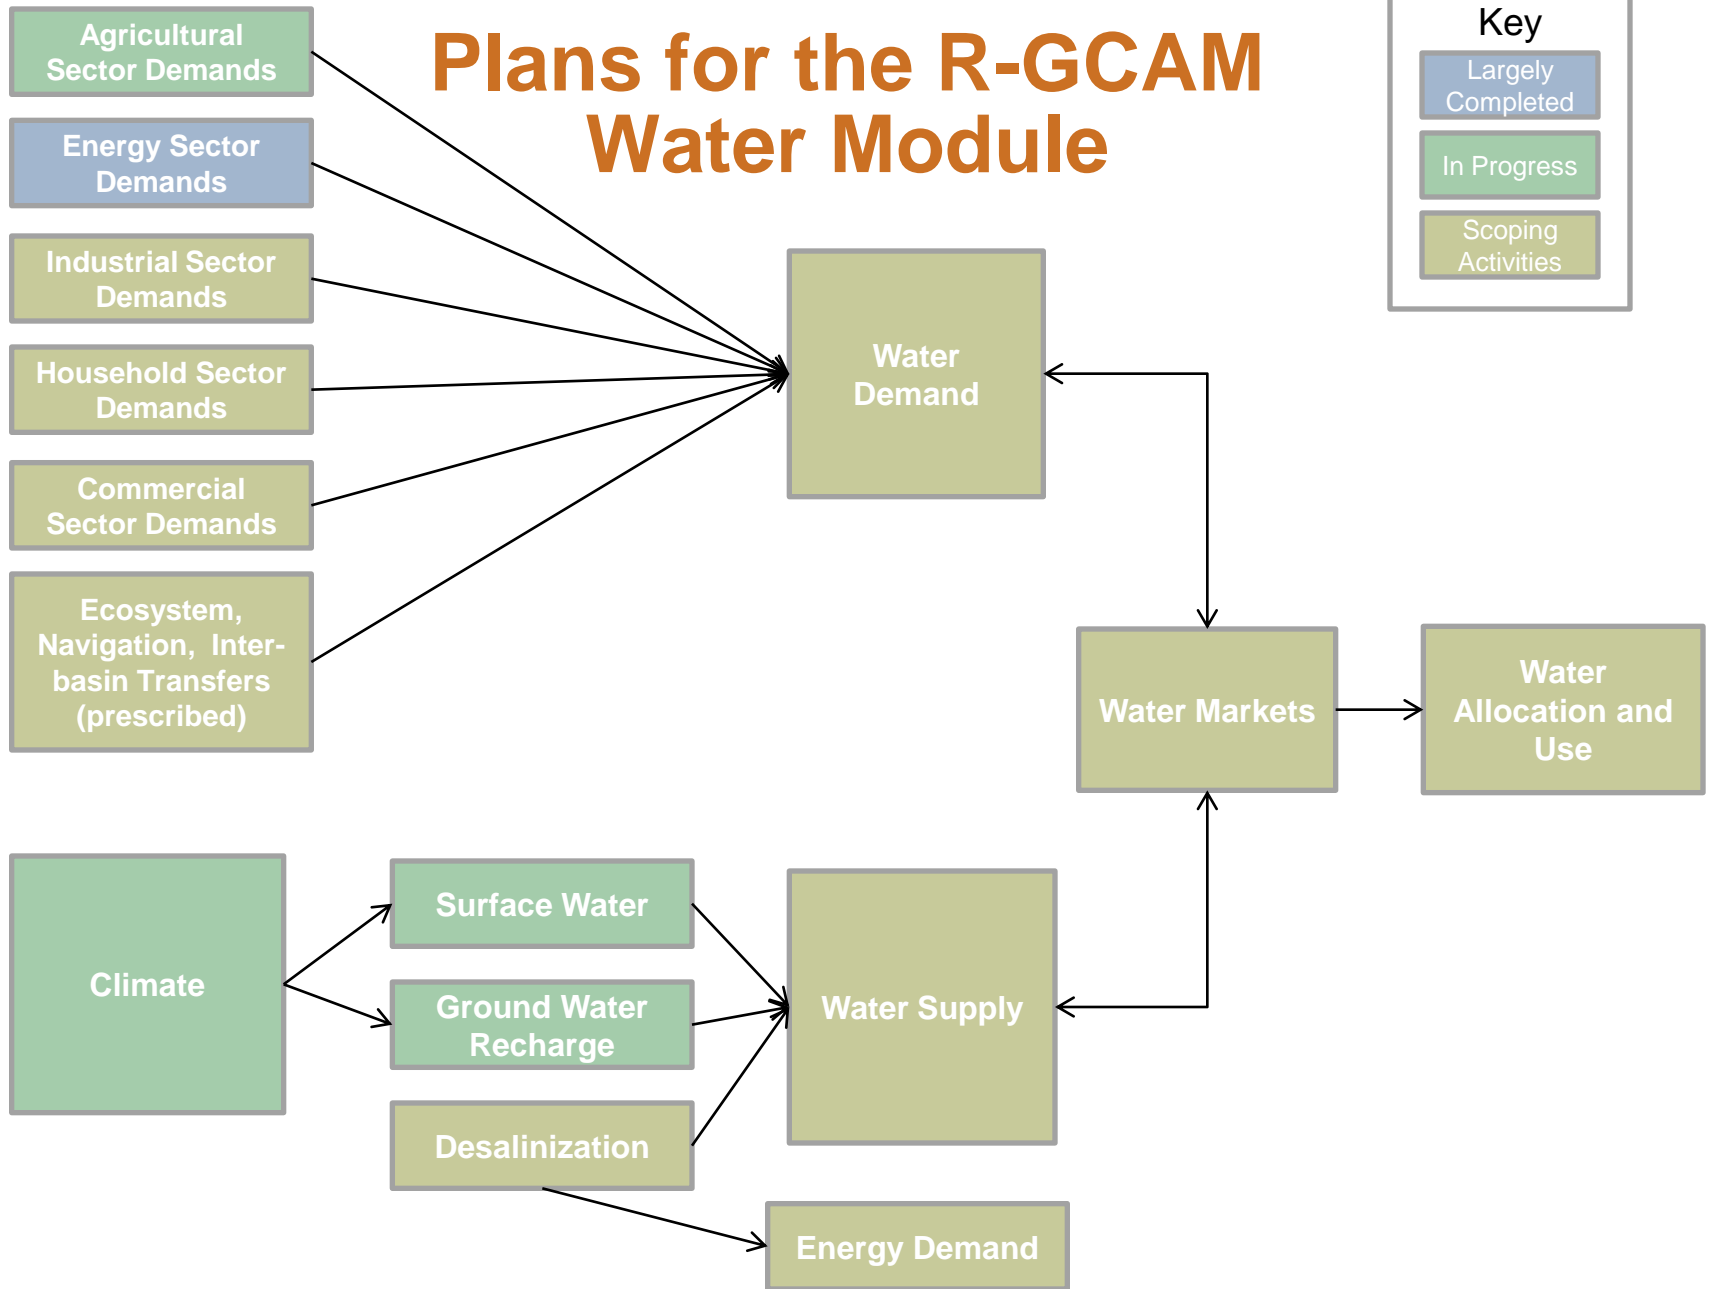 Plans for the R-GCAM
Water Module
Key
Largely
Completed
In Progress
Scoping
Activities
Agricultural
Sector Demands
Energy Sector
Demands
Industrial Sector
Demands
Household Sector
Demands
Commercial
Sector Demands
Ecosystem,
Navigation, Inter-
basin Transfers
(prescribed)
Water
Demand
Water Markets
Water
Allocation and
Use
Climate
Surface Water
Ground Water
Recharge
Desalinization
Water Supply
Energy Demand